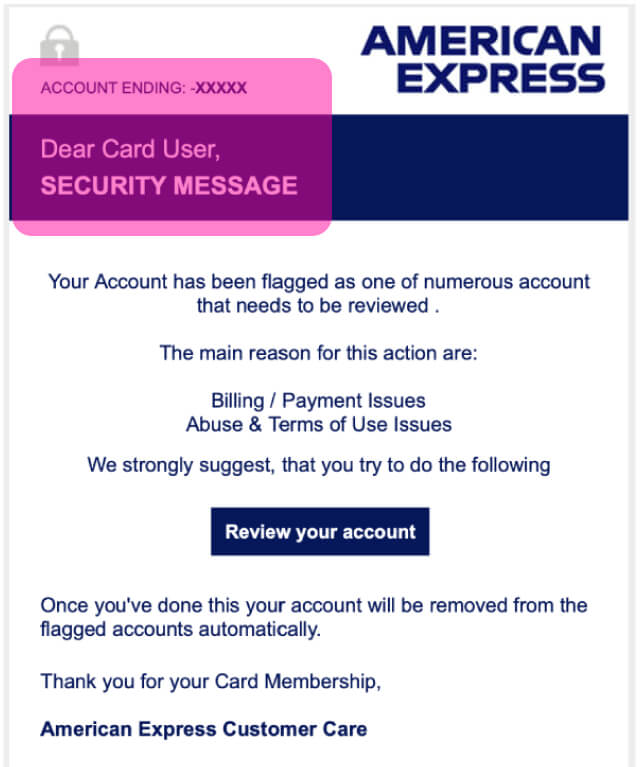 AMERICAN
EXPRESS
ACCOUNT ENDING: -XXXXX
Dear Card User,
SECURITY MESSAGE
Your Account has been flagged as one of numerous account
that needs to be reviewed .
The main reason for this action are:
Billing / Payment Issues
Abuse & Terms of Use Issues
We strongly suggest, that you try to do the following
Review your account
Once you've done this your account will be removed from the
flagged accounts automatically.
Thank you for your Card Membership,
American Express Customer Care